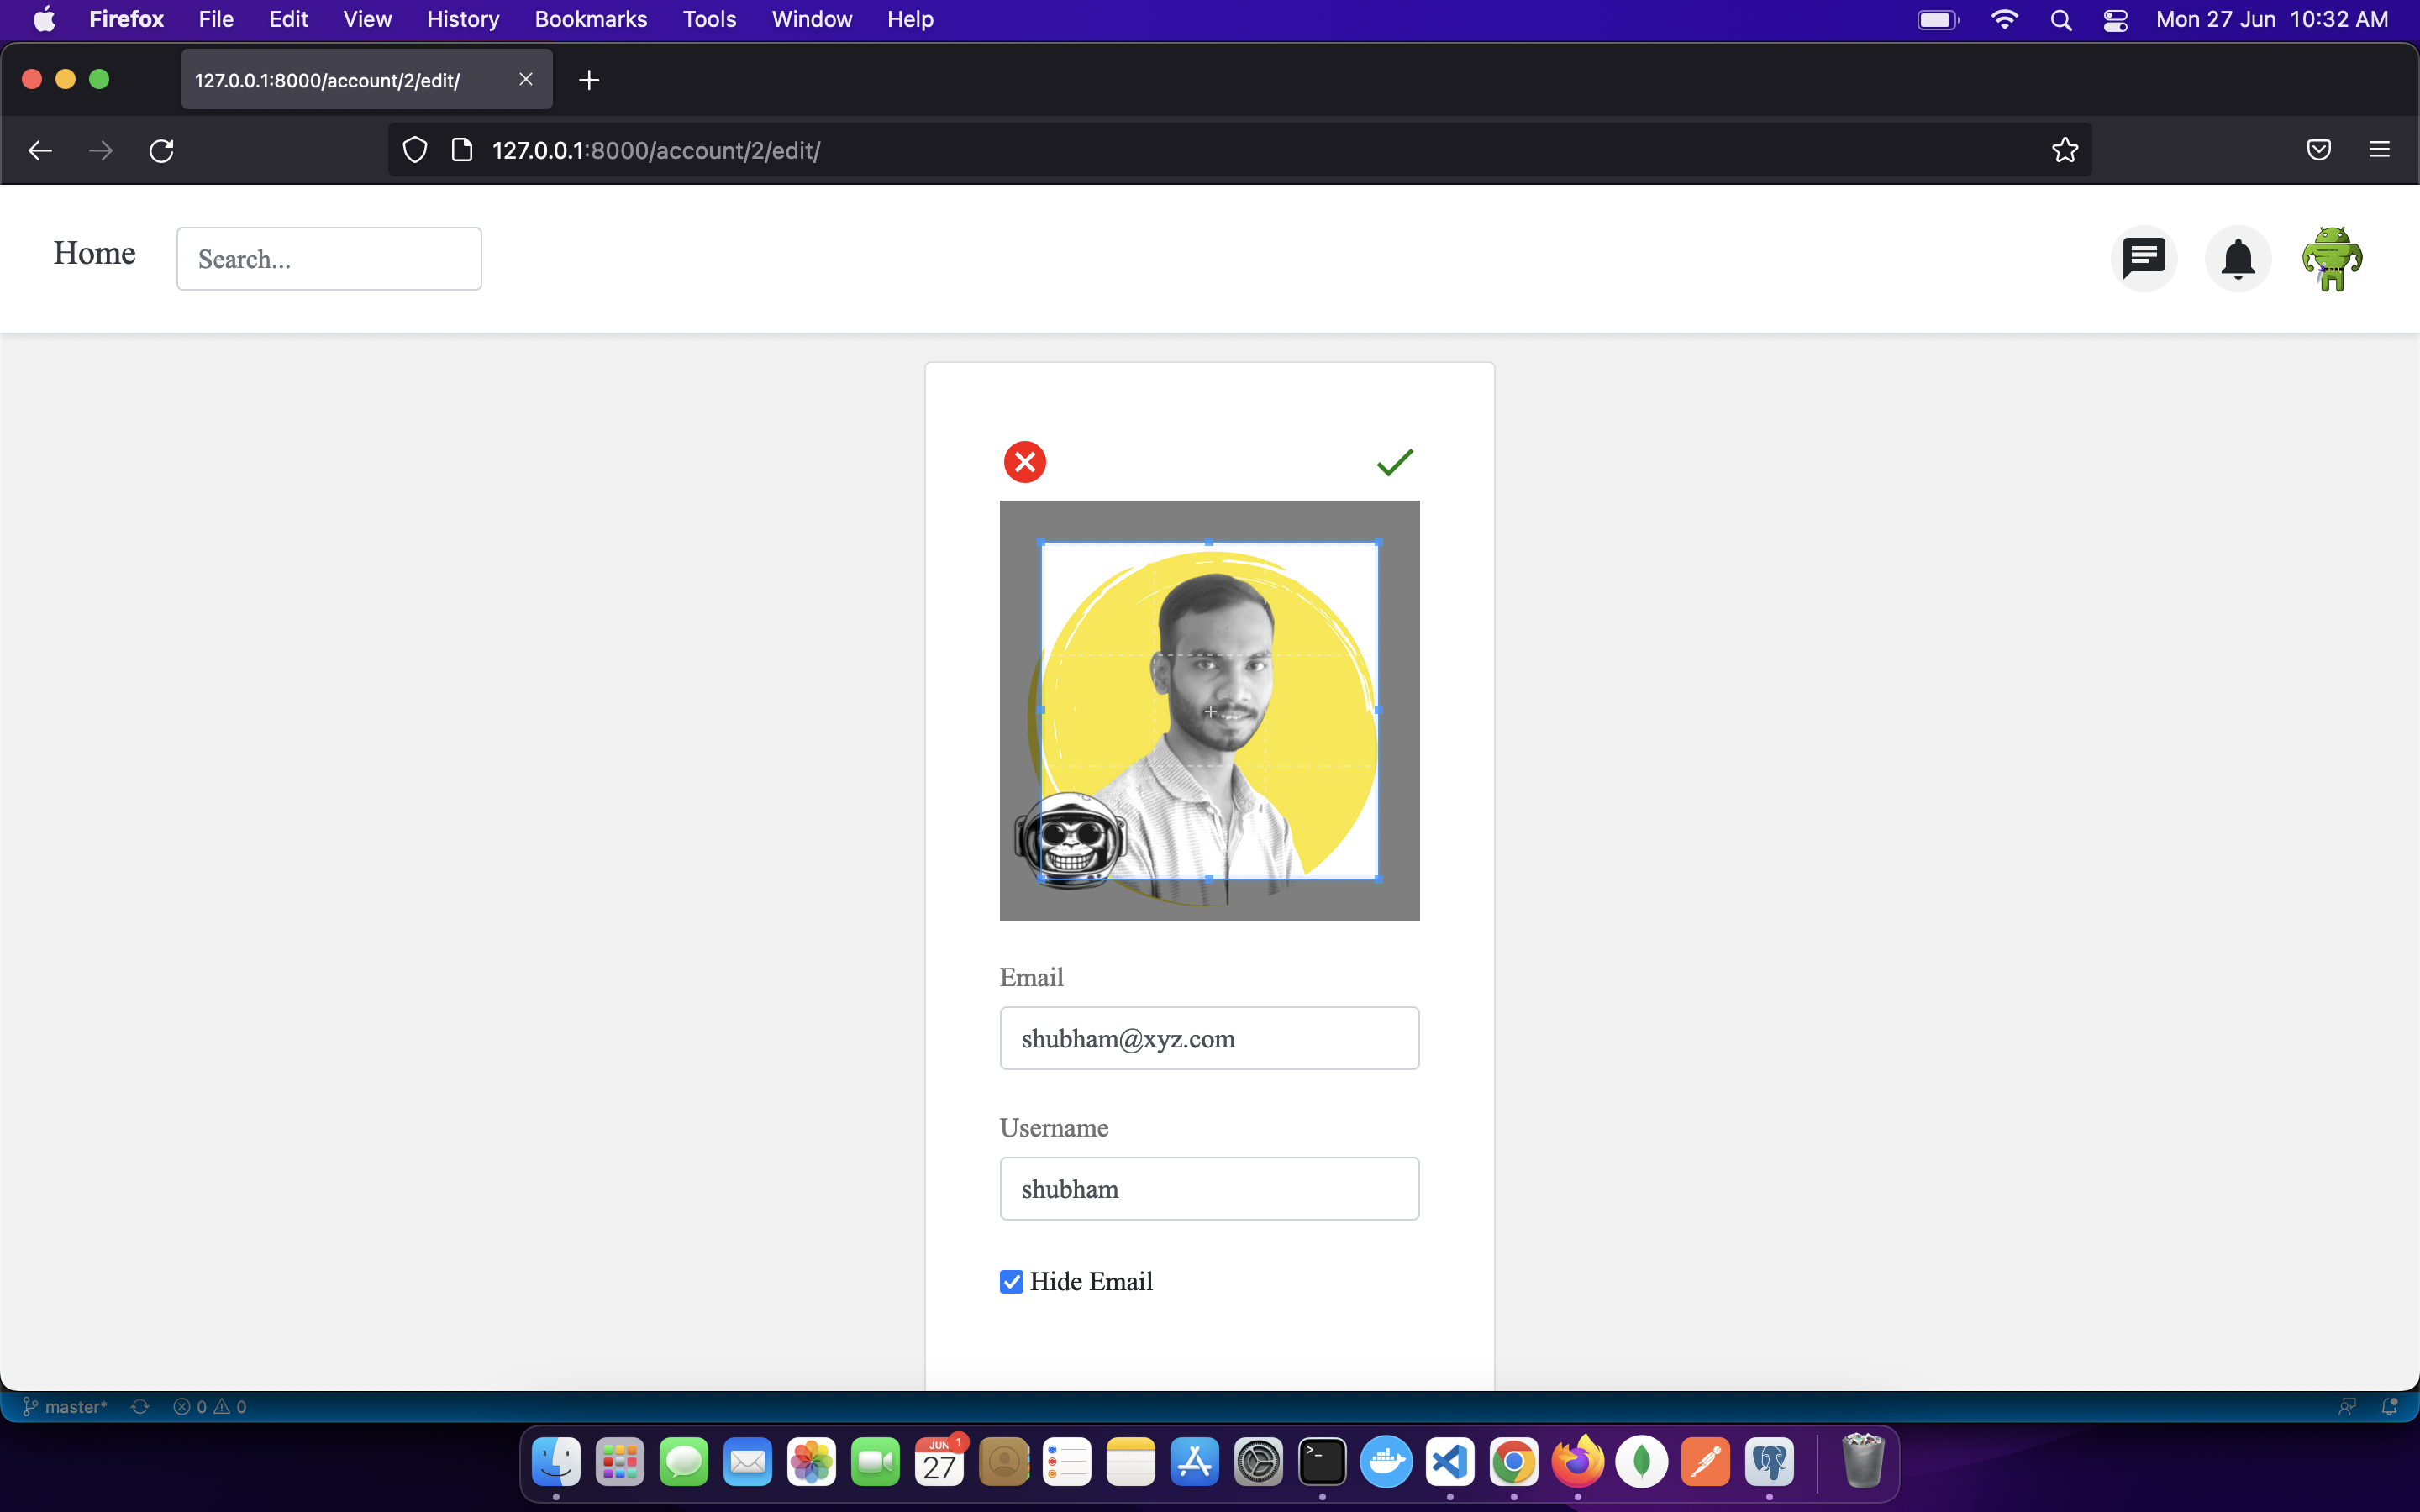 Firefox File Edit View History Bookmarks Tools Window Help Mon 27 Jun 10:32 AM
127.0.0.1:8000/account/2/edit/
127.0.0.1:8000/account/2/edit/
Home Search...
Email
shubham@xyz.com
Username
shubham
Hide Email
master* 0 0
JUN 1
27
>_